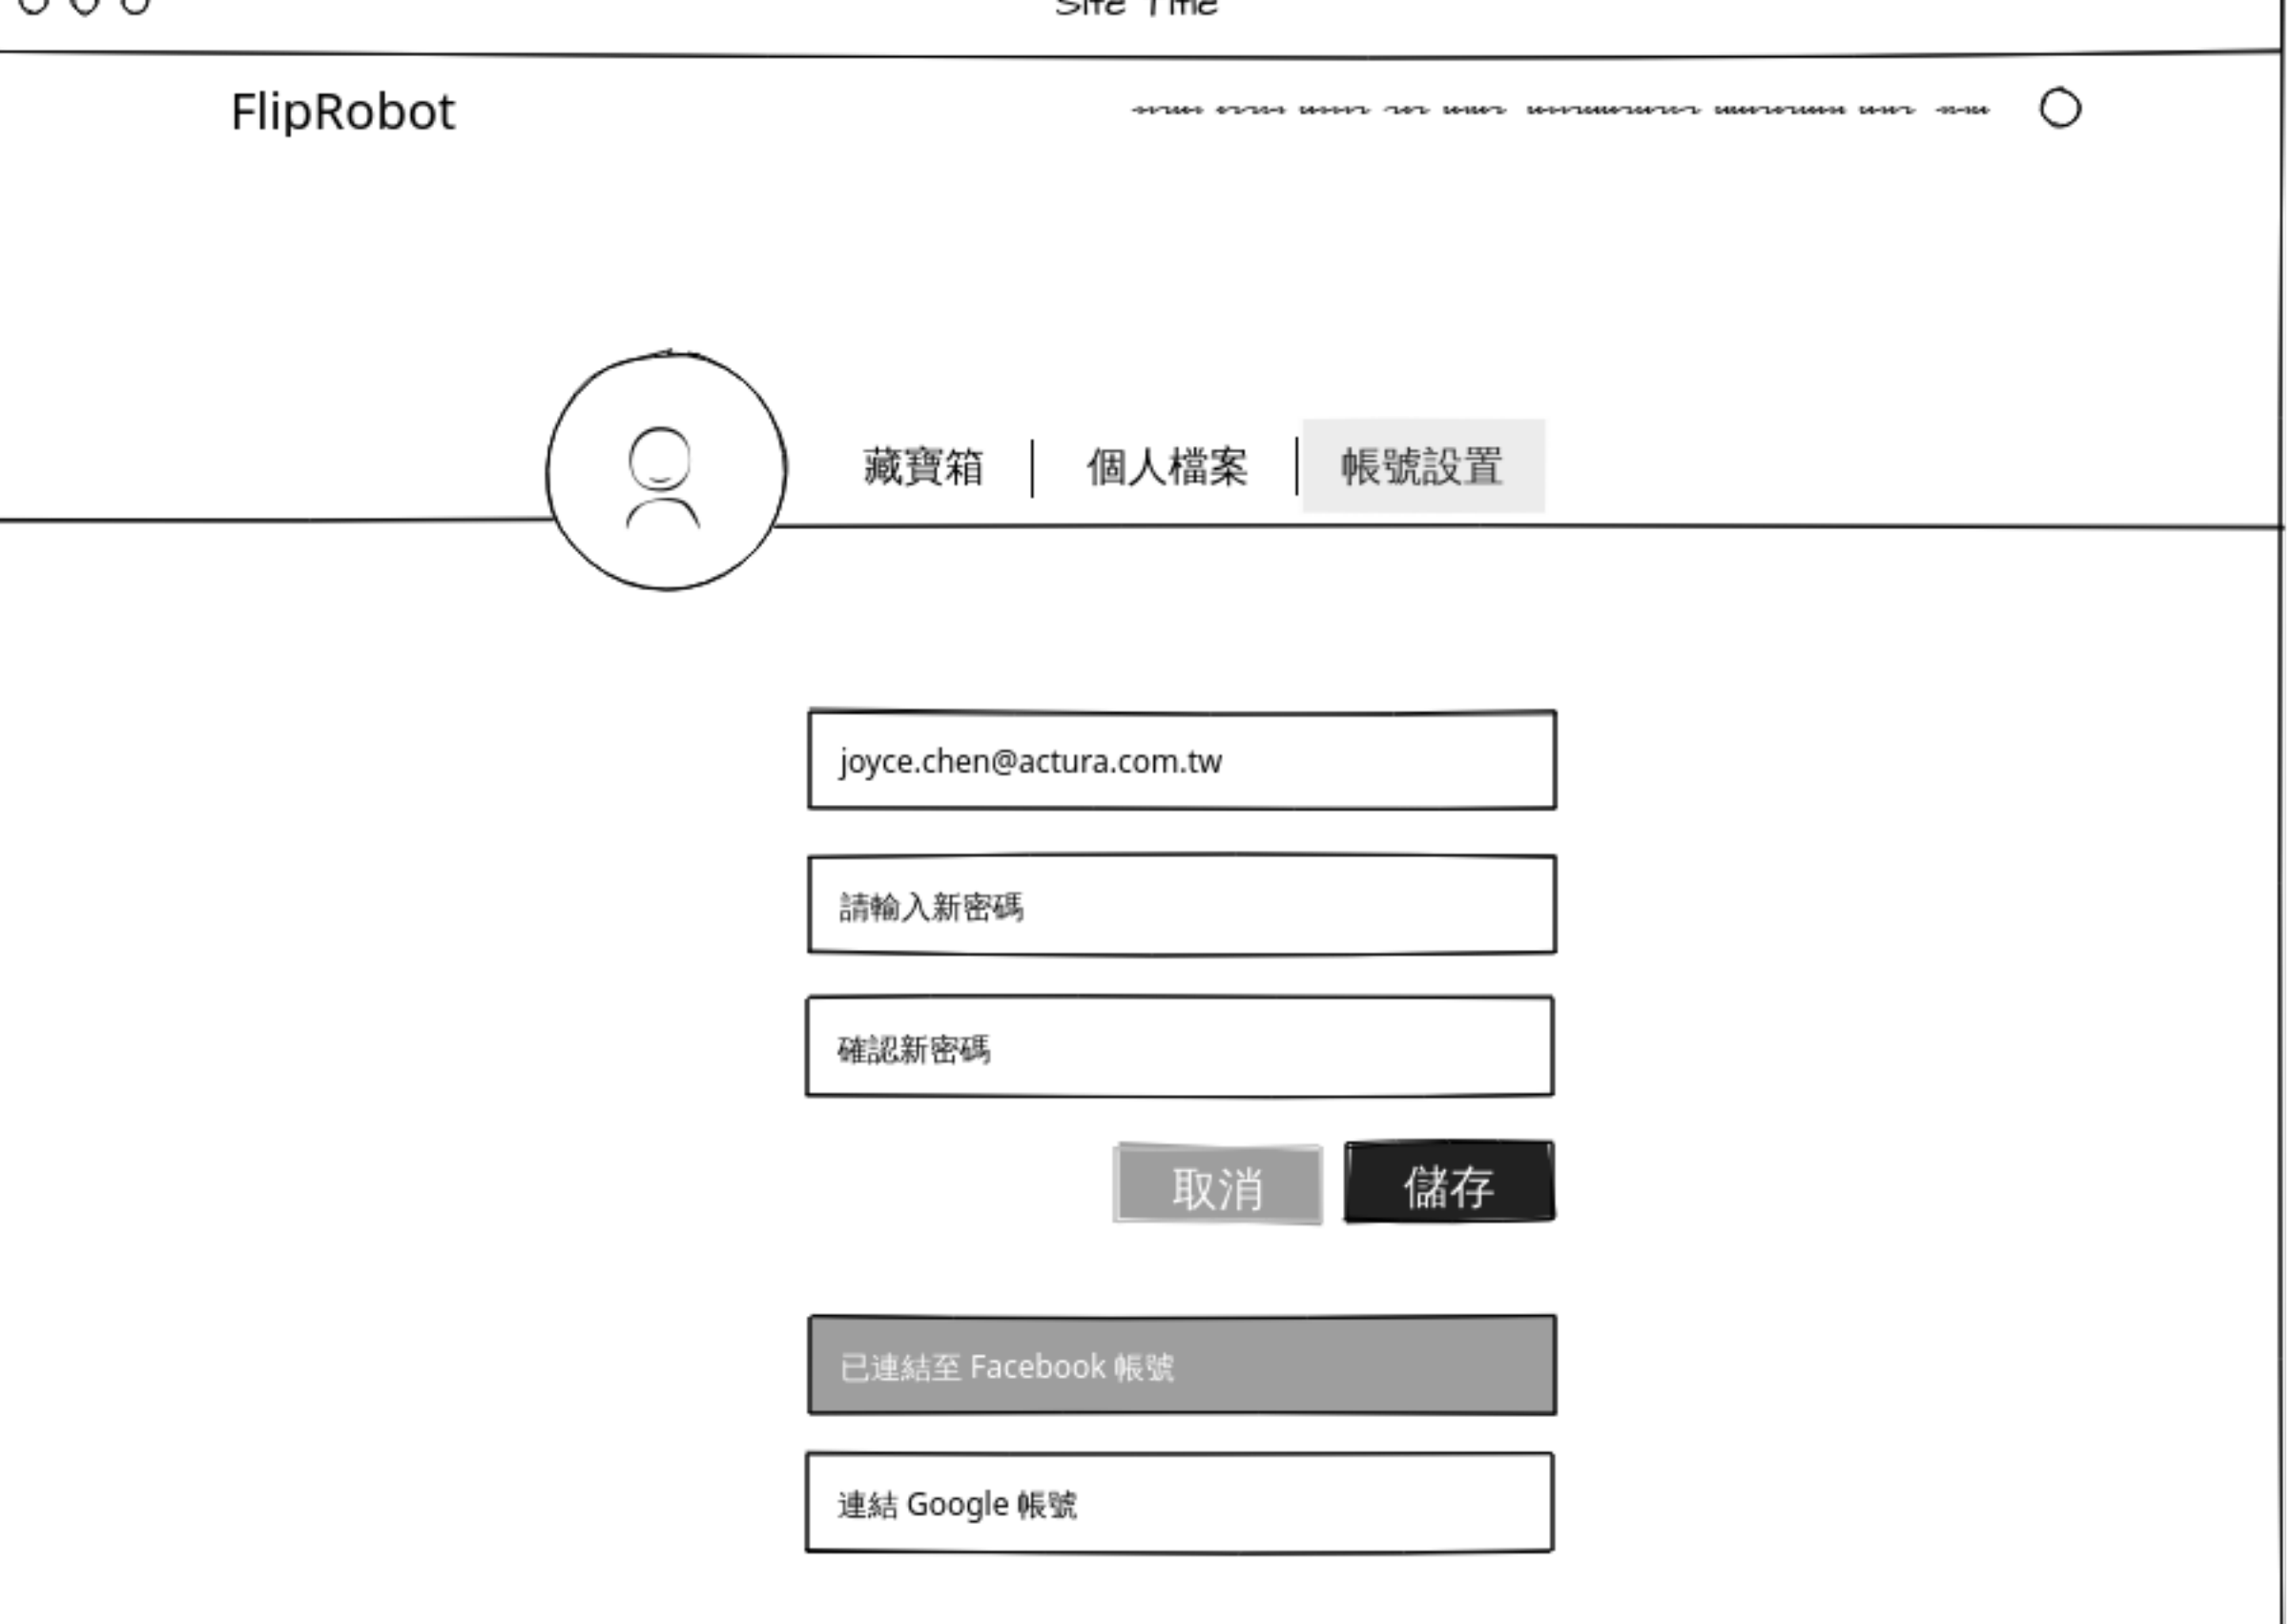 Site Title
FlipRobot
藏寶箱 個人檔案 帳號設置
joyce.chen@actura.com.tw
請輸入新密碼
確認新密碼
取消 儲存
已連結至 Facebook 帳號
連結 Google 帳號